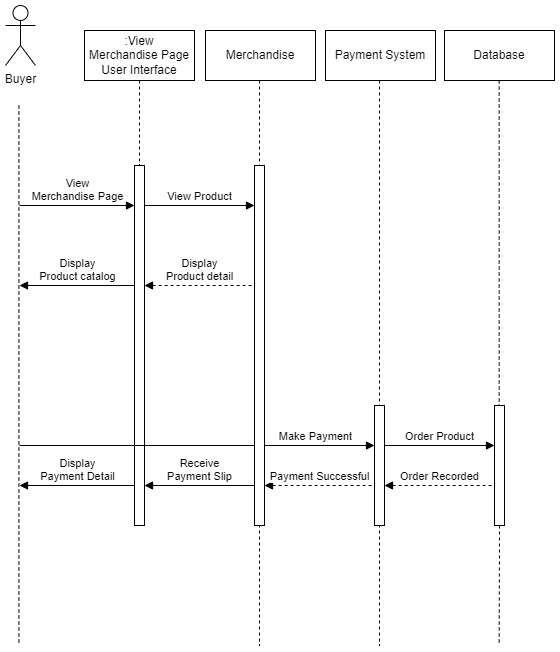 :View
Merchandise Page
User Interface
Merchandise
Payment System
Database
Buyer
View
Merchandise Page
View Product
Display
Product catalog
Display
Product detail
Make Payment
Order Product
Display
Payment Detail
Receive
Payment Slip
Payment Successful
Order Recorded